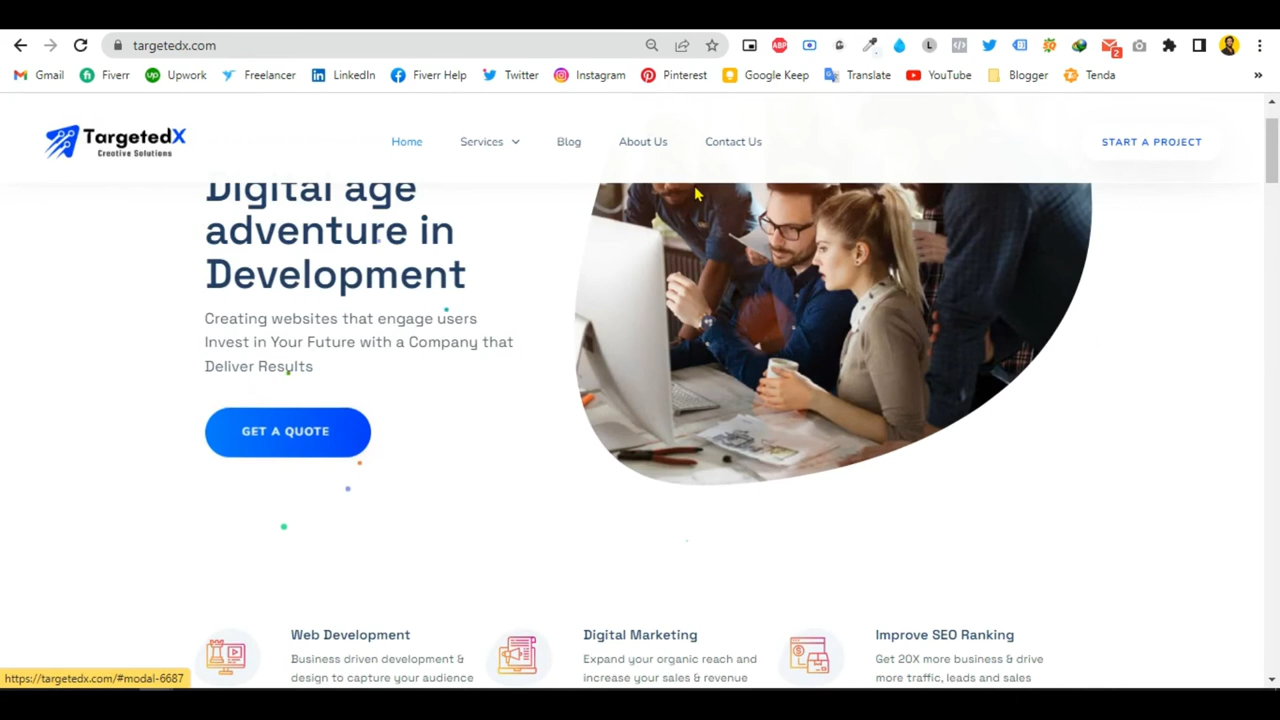 targetedx.com
ABP
L
2
Gmail
Fiverr
Upwork
Freelancer
LinkedIn
Fiverr Help
Twitter
Instagram
Pinterest
Google Keep
Translate
YouTube
Blogger
Tenda
»
TargetedX
Creative Solutions
Home
Services
Blog
About Us
Contact Us
START A PROJECT
Digital age
adventure in
Development
Creating websites that engage users
Invest in Your Future with a Company that
Deliver Results
GET A QUOTE
Web Development
Business driven development &
design to capture your audience
Digital Marketing
Expand your organic reach and
increase your sales & revenue
Improve SEO Ranking
Get 20X more business & drive
more traffic, leads and sales
https://targetedx.com/#modal-6687